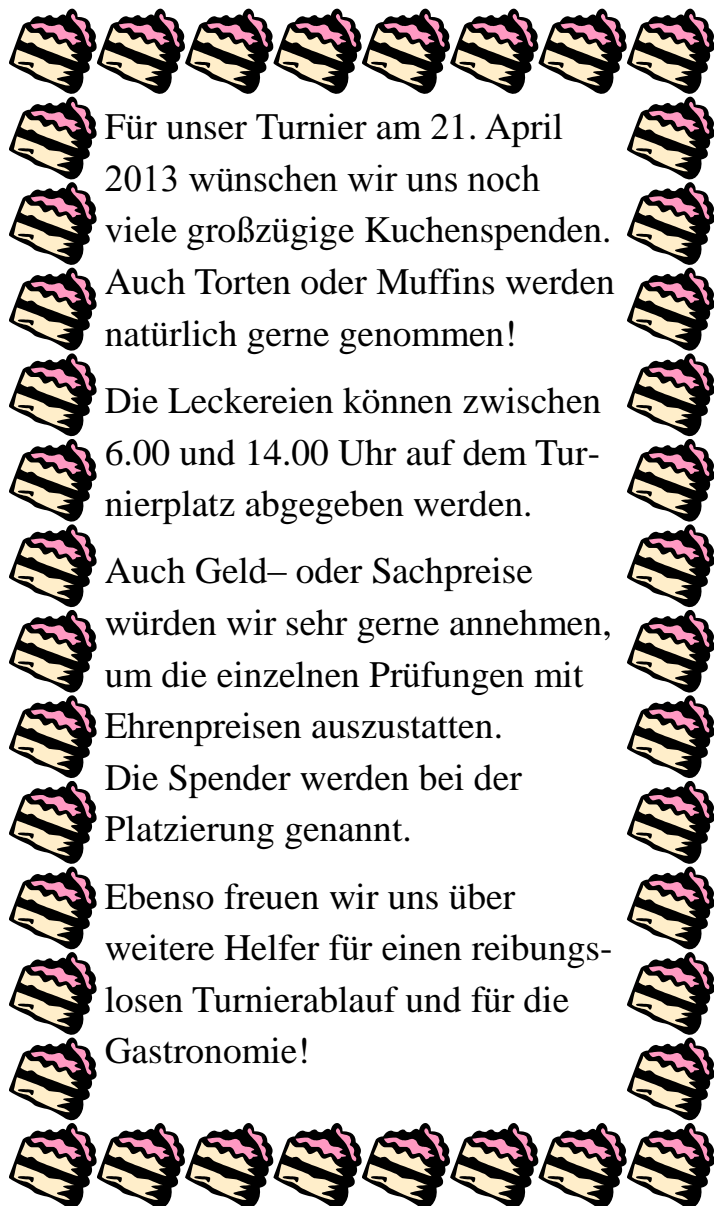 Für unser Turnier am 21. April
2013 wünschen wir uns noch
viele großzügige Kuchenspenden.
Auch Torten oder Muffins werden
natürlich gerne genommen!
Die Leckereien können zwischen
6.00 und 14.00 Uhr auf dem Tur-
nierplatz abgegeben werden.
Auch Geld– oder Sachpreise
würden wir sehr gerne annehmen,
um die einzelnen Prüfungen mit
Ehrenpreisen auszustatten.
Die Spender werden bei der
Platzierung genannt.
Ebenso freuen wir uns über
weitere Helfer für einen reibungs-
losen Turnierablauf und für die
Gastronomie!